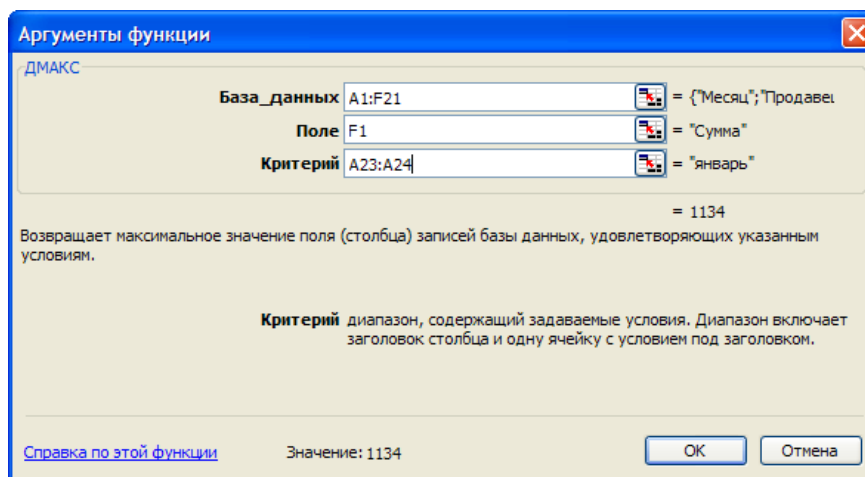 Аргументы функции
ДМАКС
База_данных A1:F21 = {"Месяц";"Продавец
Поле F1 = "Сумма"
Критерий A23:A24 = "январь"
= 1134
Возвращает максимальное значение поля (столбца) записей базы данных, удовлетворяющих указанным
условиям.
Критерий диапазон, содержащий задаваемые условия. Диапазон включает
заголовок столбца и одну ячейку с условием под заголовком.
Справка по этой функции Значение: 1134 OK Отмена